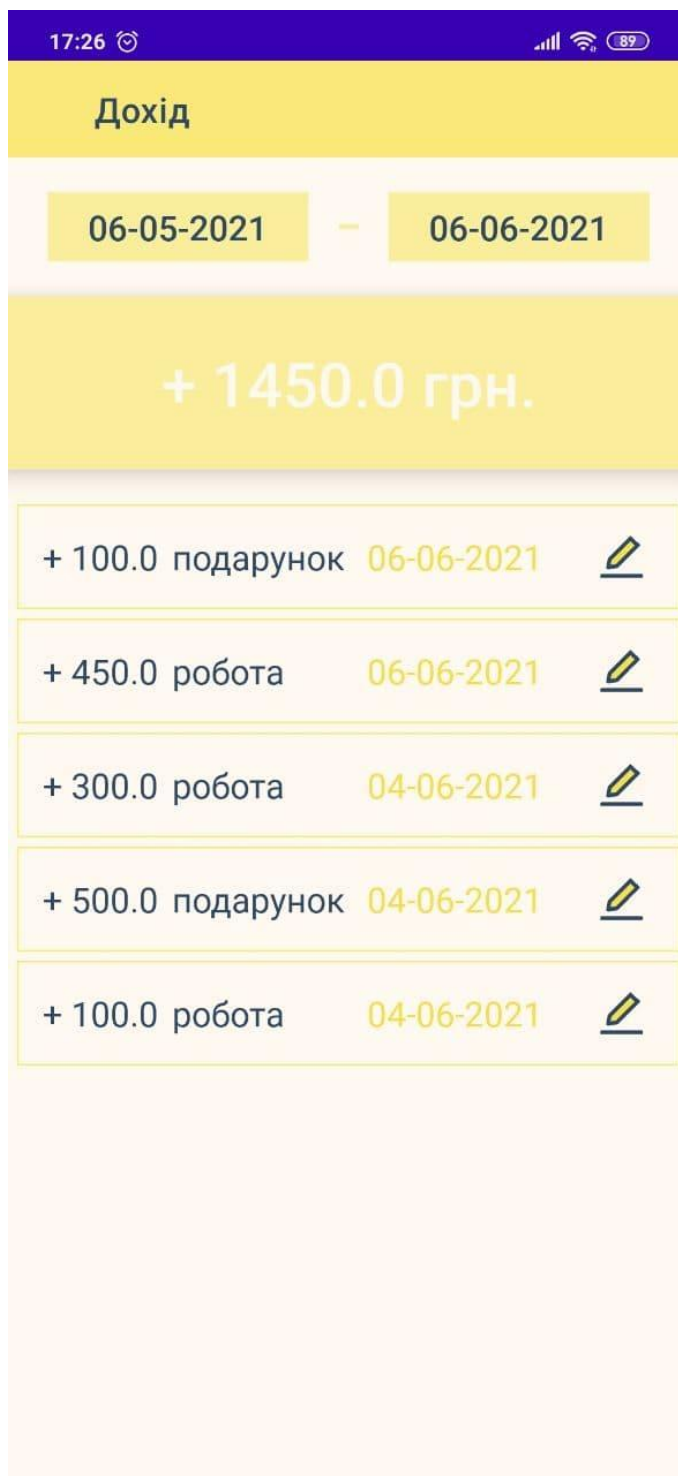 17:26 89
Дохід
06-05-2021 – 06-06-2021
+ 1450.0 грн.
+ 100.0 подарунок 06-06-2021
+ 450.0 робота 06-06-2021
+ 300.0 робота 04-06-2021
+ 500.0 подарунок 04-06-2021
+ 100.0 робота 04-06-2021